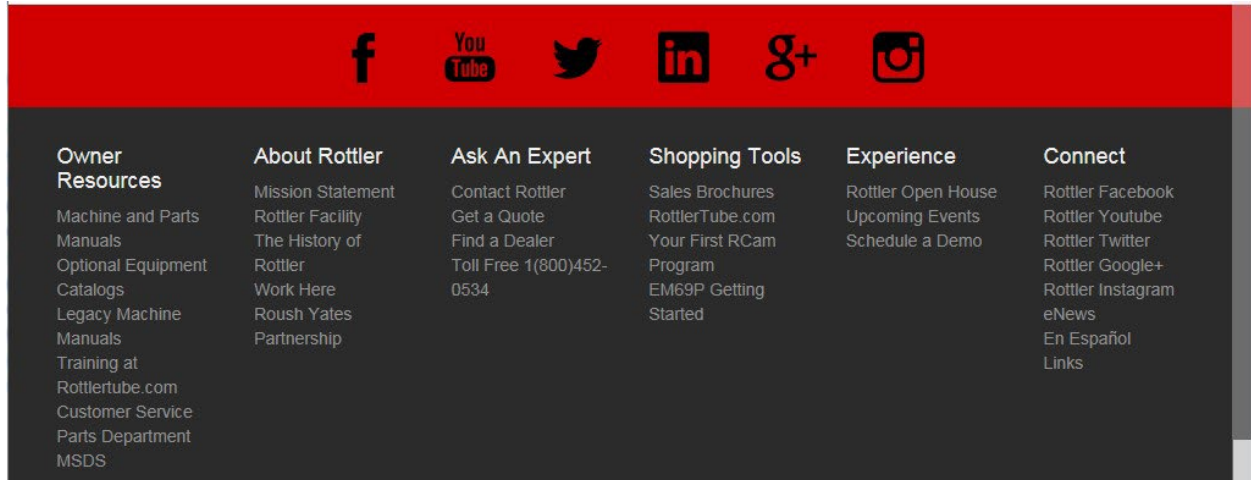 f
You
Tube
in
g+
Owner
Resources
Machine and Parts
Manuals
Optional Equipment
Catalogs
Legacy Machine
Manuals
Training at
Rottlertube.com
Customer Service
Parts Department
MSDS
About Rottler
Mission Statement
Rottler Facility
The History of
Rottler
Work Here
Roush Yates
Partnership
Ask An Expert
Contact Rottler
Get a Quote
Find a Dealer
Toll Free 1(800)452-
0534
Shopping Tools
Sales Brochures
RottlerTube.com
Your First RCam
Program
EM69P Getting
Started
Experience
Rottler Open House
Upcoming Events
Schedule a Demo
Connect
Rottler Facebook
Rottler Youtube
Rottler Twitter
Rottler Google+
Rottler Instagram
eNews
En Español
Links